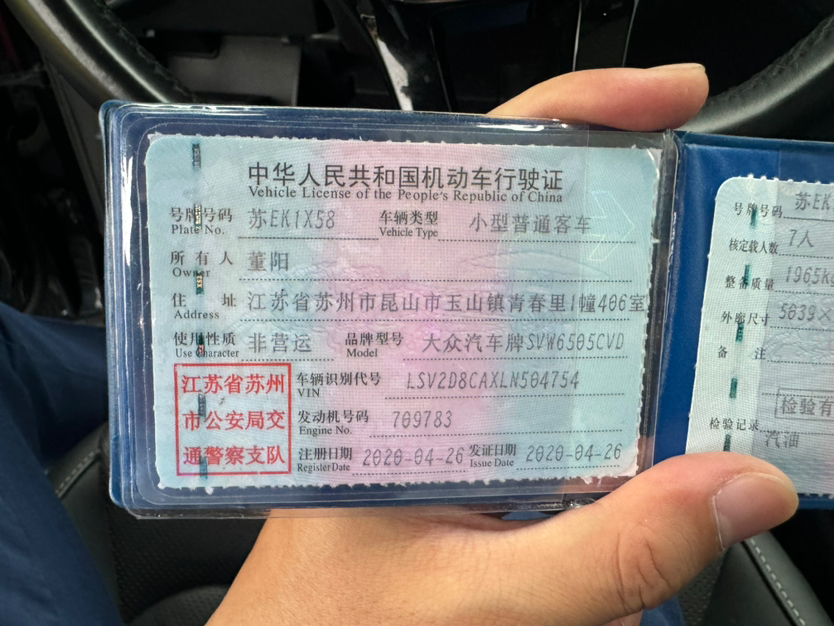 中华人民共和国机动车行驶证
Vehicle License of the People's Republic of China
号牌号码 苏EK1X58 车辆类型 小型普通客车
Plate No. Vehicle Type
所有人 董阳
Owner
住址 江苏省苏州市昆山市玉山镇青春里1幢406室
Address
使用性质 非营运 品牌型号 大众汽车牌SVW6505CVD
Use Character Model
江苏省苏州
市公安局交
通警察支队
车辆识别代号 LSV2D8CAXLN504754
VIN
发动机号码 709783
Engine No.
注册日期 2020-04-26 发证日期 2020-04-26
Register Date Issue Date
号牌号码 苏EK
核定载人数 7人
整备质量 1965K
外廓尺寸 5039×
备注
检验有
检验记录
汽油